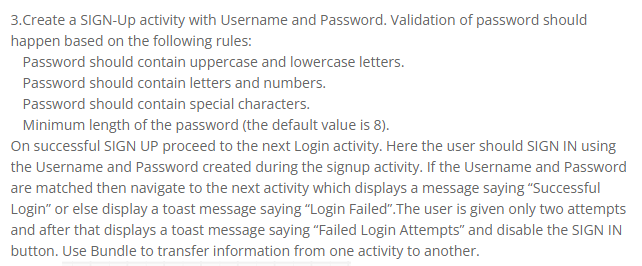 3.Create a SIGN-Up activity with Username and Password. Validation of password should
happen based on the following rules:
Password should contain uppercase and lowercase letters.
Password should contain letters and numbers.
Password should contain special characters.
Minimum length of the password (the default value is 8).
On successful SIGN UP proceed to the next Login activity. Here the user should SIGN IN using
the Username and Password created during the signup activity. If the Username and Password
are matched then navigate to the next activity which displays a message saying “Successful
Login” or else display a toast message saying “Login Failed”.The user is given only two attempts
and after that displays a toast message saying “Failed Login Attempts” and disable the SIGN IN
button. Use Bundle to transfer information from one activity to another.